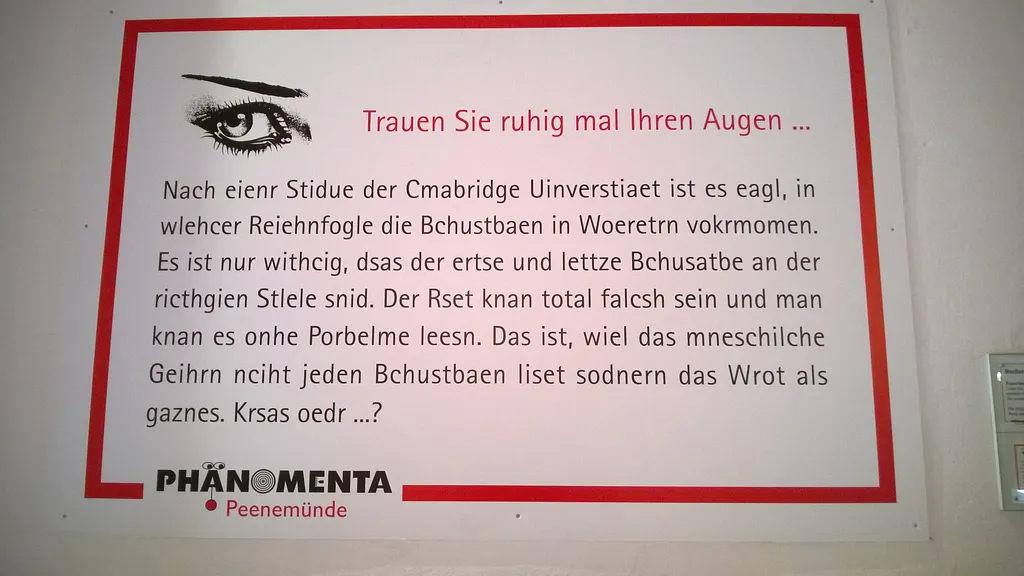 Trauen Sie ruhig mal Ihren Augen ...
Nach eienr Stidue der Cmabridge Uinverstiaet ist es eagl, in
wlehcer Reiehnfogle die Bchustbaen in Woeretrn vokrmomen.
Es ist nur withcig, dsas der ertse und lettze Bchusatbe an der
ricthgien Stlele snid. Der Rset knan total falcsh sein und man
knan es onhe Porbelme leesn. Das ist, wiel das mneschilche
Geihrn nciht jeden Bchustbaen liset sodnern das Wrot als
gaznes. Krsas oedr ...?
PHÄNOMENTA
Peenemünde